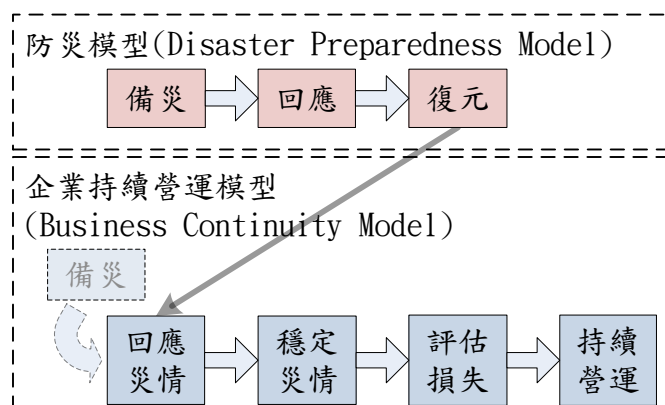 防災模型(Disaster Preparedness Model)
備災
回應
復元
企業持續營運模型
(Business Continuity Model)
備災
回應
災情
穩定
災情
評估
損失
持續
營運